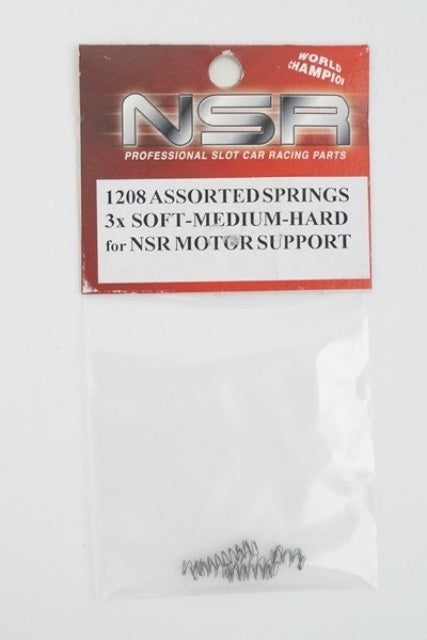 WORLD
CHAMPION
NSR
PROFESSIONAL SLOT CAR RACING PARTS
1208 ASSORTED SPRINGS
3x SOFT-MEDIUM-HARD
for NSR MOTOR SUPPORT